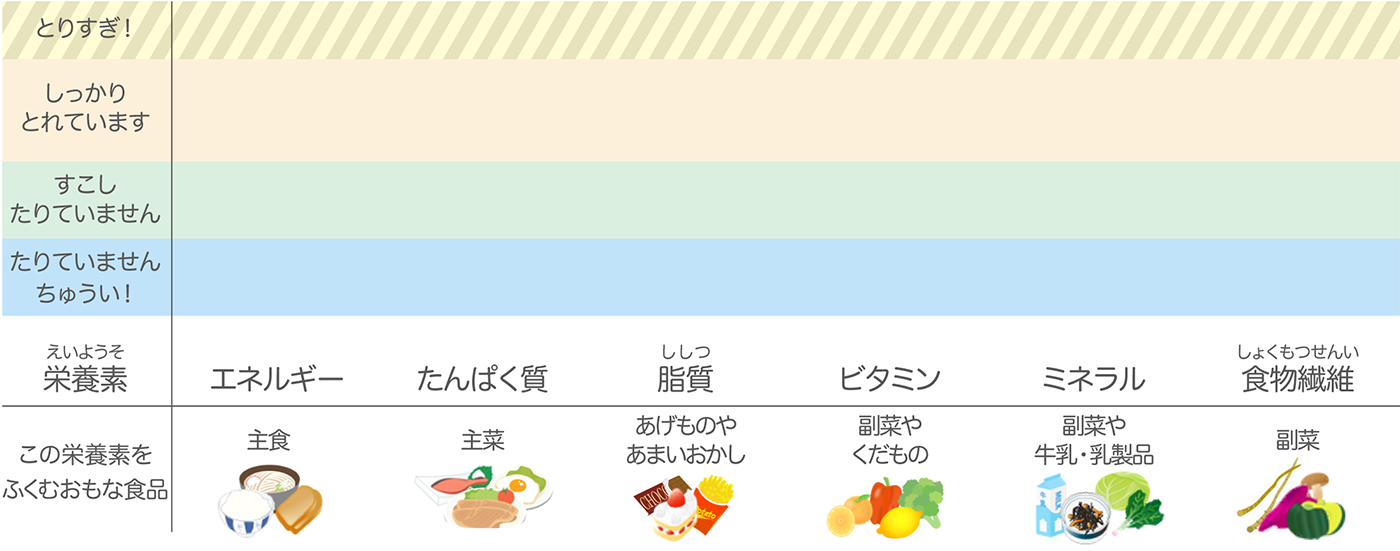 とりすぎ！
しっかり
とれています
すこし
たりていません
たりていません
ちゅうい！
えいようそ
栄養素
エネルギー
たんぱく質
ししつ
脂質
ビタミン
ミネラル
しょくもつせんい
食物繊維
この栄養素を
ふくむおもな食品
主食
主菜
あげものや
あまいおかし
副菜や
くだもの
副菜や
牛乳・乳製品
副菜
CHOCO